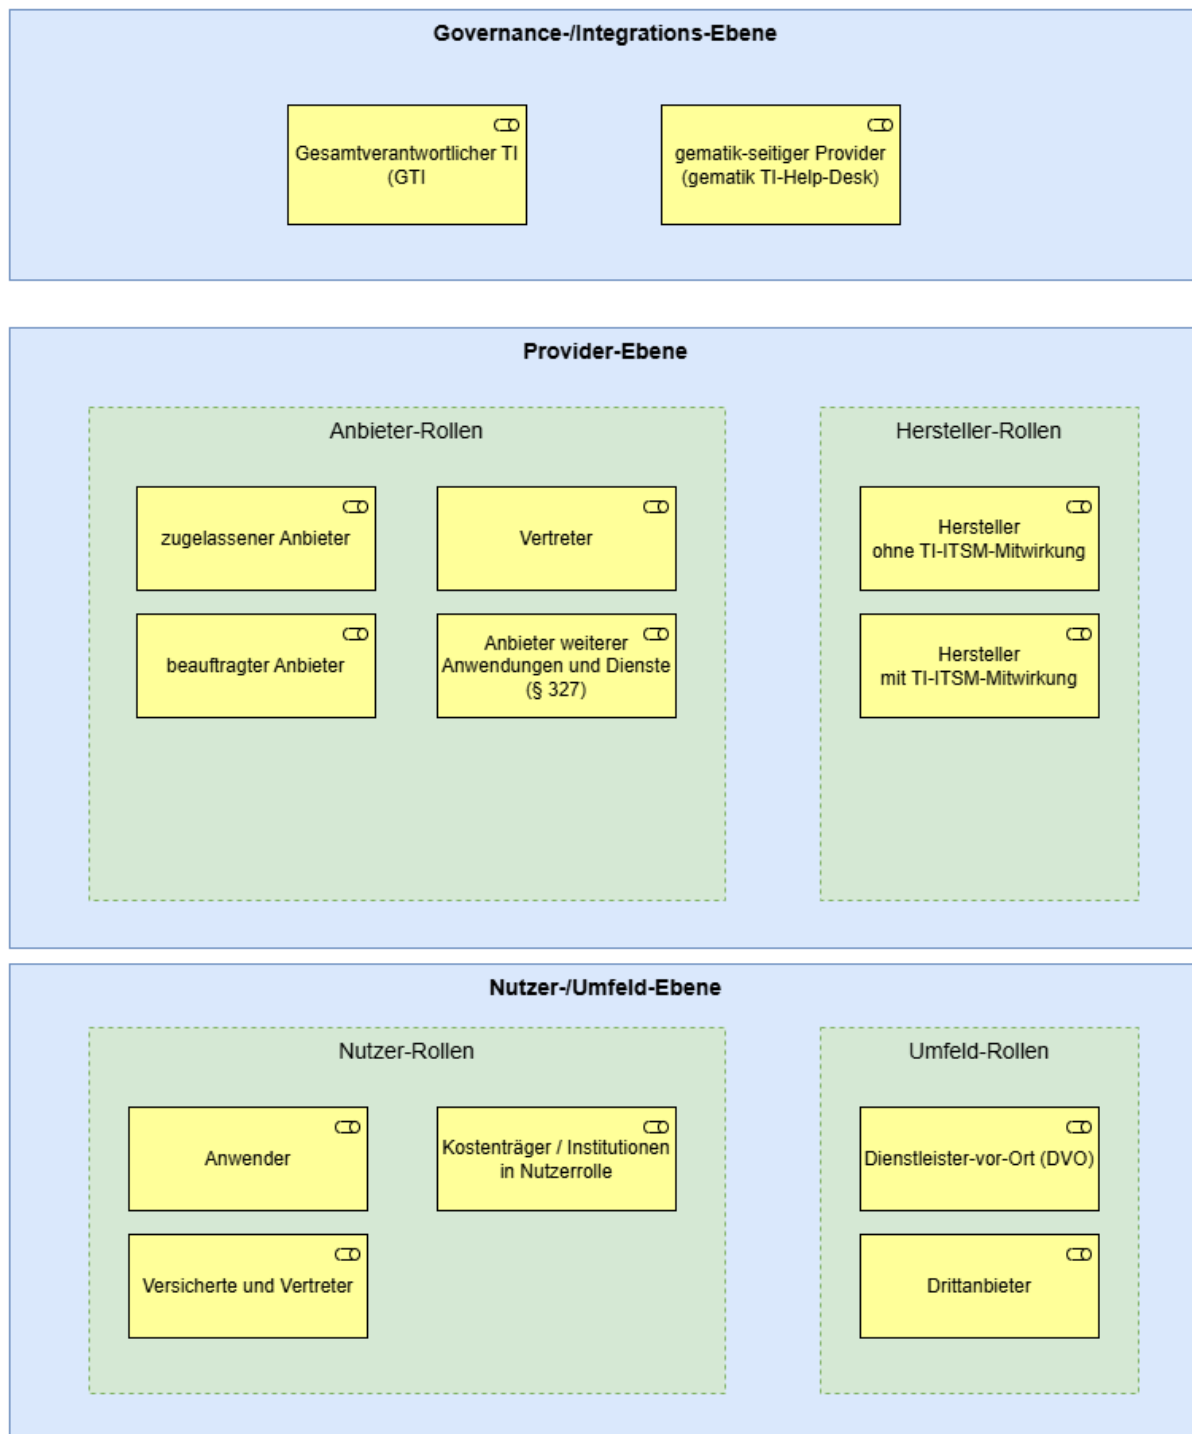 Governance-/Integrations-Ebene
Gesamtverantwortlicher TI
(GTI
gematik-seitiger Provider
(gematik TI-Help-Desk)
Provider-Ebene
Anbieter-Rollen
zugelassener Anbieter
Vertreter
beauftragter Anbieter
Anbieter weiterer
Anwendungen und Dienste
(§ 327)
Hersteller-Rollen
Hersteller
ohne TI-ITSM-Mitwirkung
Hersteller
mit TI-ITSM-Mitwirkung
Nutzer-/Umfeld-Ebene
Nutzer-Rollen
Anwender
Kostenträger / Institutionen
in Nutzerrolle
Versicherte und Vertreter
Umfeld-Rollen
Dienstleister-vor-Ort (DVO)
Drittanbieter